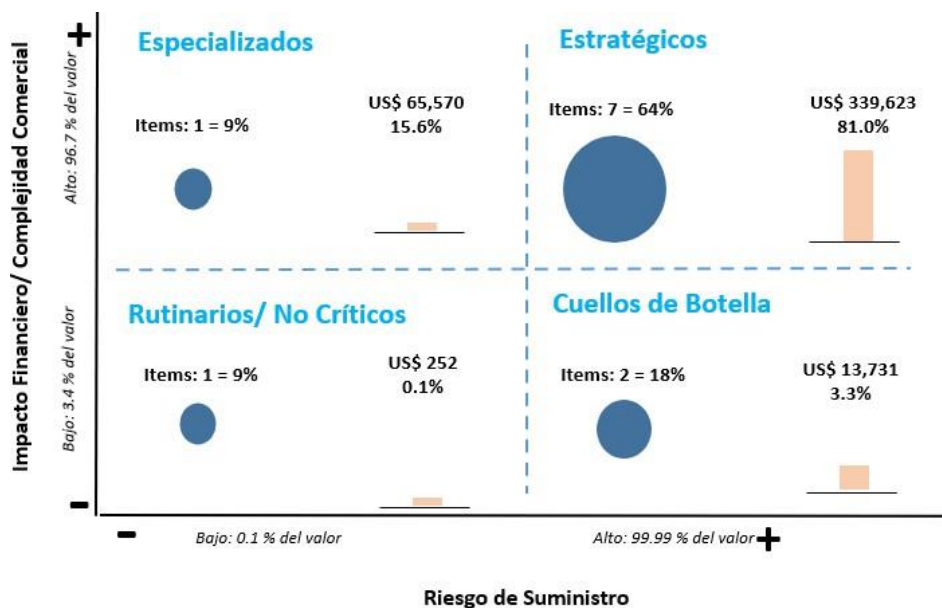 Impacto Financiero/ Complejidad Comercial
+
Alto: 96.7 % del valor
Especializados
Items: 1 = 9%
US$ 65,570
15.6%
Estratégicos
Items: 7 = 64%
US$ 339,623
81.0%
Bajo: 3.4 % del valor
Rutinarios/ No Críticos
Items: 1 = 9%
US$ 252
0.1%
Cuellos de Botella
Items: 2 = 18%
US$ 13,731
3.3%
-
-
Bajo: 0.1 % del valor
Alto: 99.99 % del valor +
Riesgo de Suministro